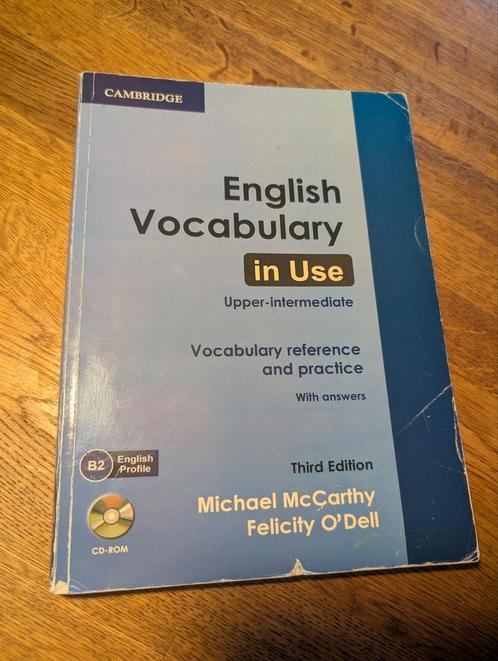 CAMBRIDGE
English
Vocabulary
in Use
Upper-intermediate
Vocabulary reference
and practice
With answers
B2
English
Profile
Third Edition
Michael McCarthy
Felicity O'Dell
CD-ROM